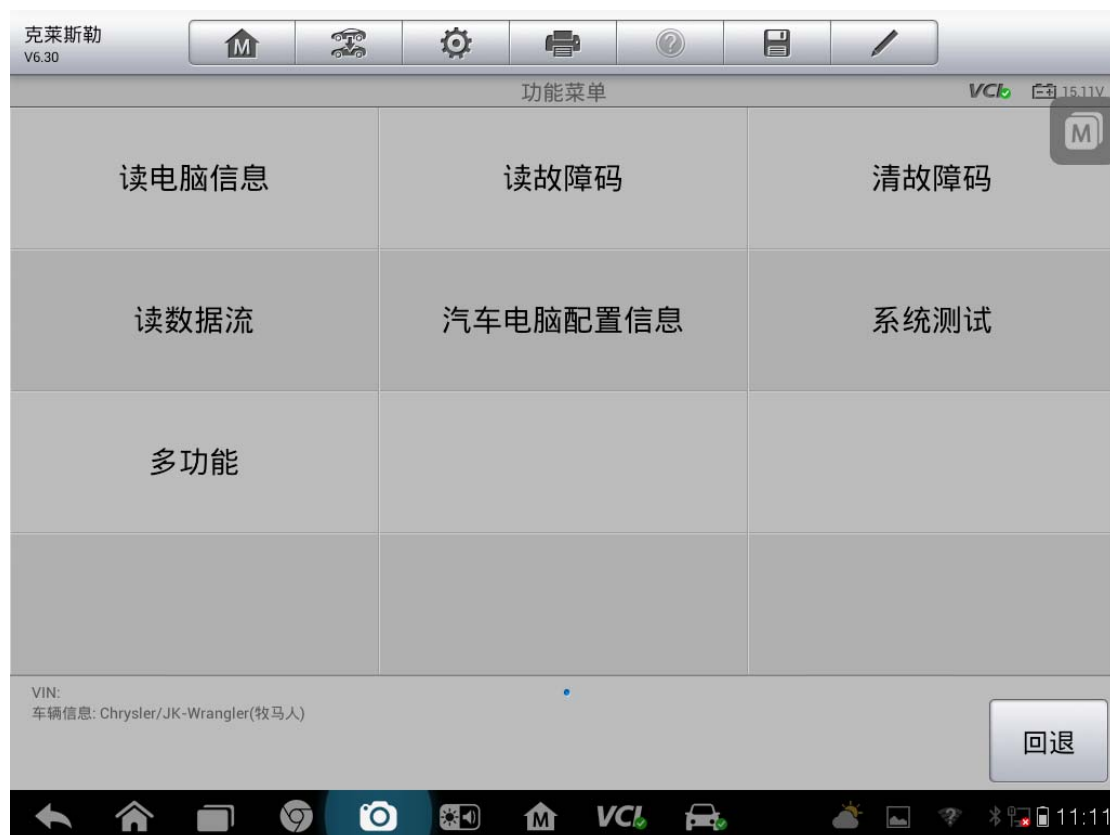 克莱斯勒
V6.30
功能菜单
VCI
15.11V
M
读电脑信息
读故障码
清故障码
读数据流
汽车电脑配置信息
系统测试
多功能
VIN:
车辆信息: Chrysler/JK-Wrangler(牧马人)
回退
M
VCI
11:11